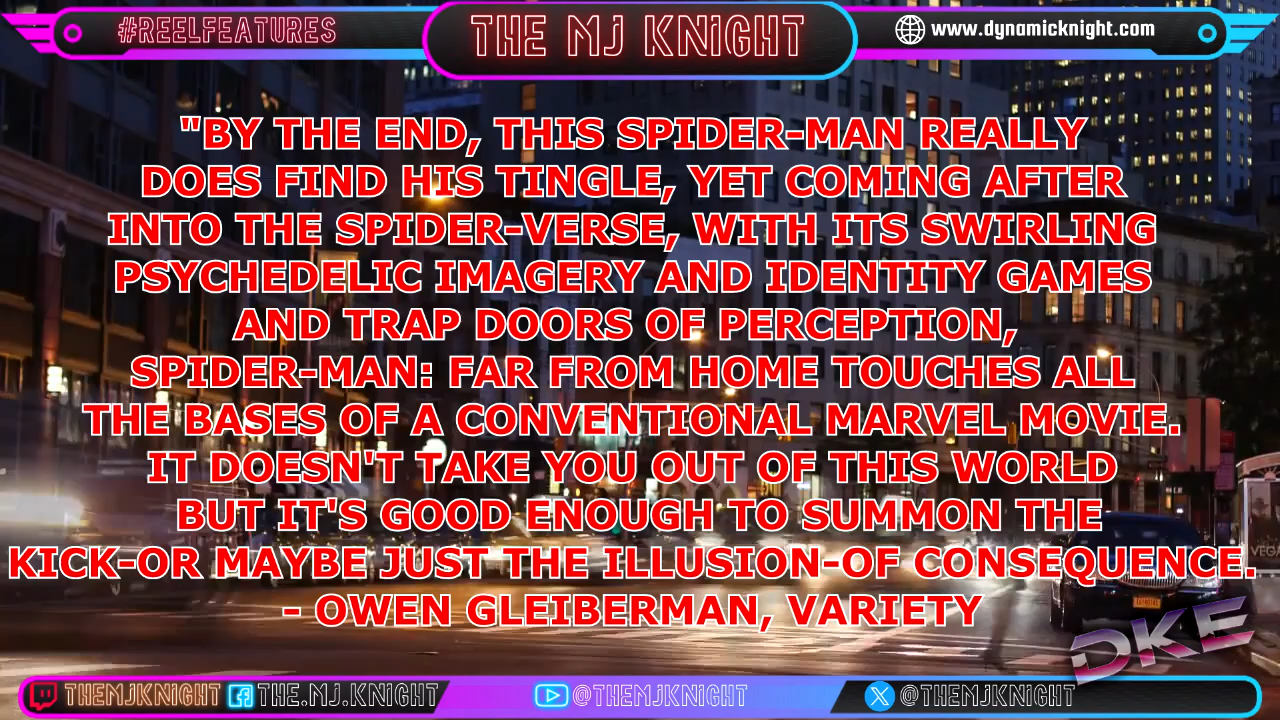 #REELFEATURES
THE MJ KNIGHT
www.dynamicknight.com
"BY THE END, THIS SPIDER-MAN REALLY
DOES FIND HIS TINGLE, YET COMING AFTER
INTO THE SPIDER-VERSE, WITH ITS SWIRLING
PSYCHEDELIC IMAGERY AND IDENTITY GAMES
AND TRAP DOORS OF PERCEPTION,
SPIDER-MAN: FAR FROM HOME TOUCHES ALL
THE BASES OF A CONVENTIONAL MARVEL MOVIE.
IT DOESN'T TAKE YOU OUT OF THIS WORLD
BUT IT'S GOOD ENOUGH TO SUMMON THE
KICK-OR MAYBE JUST THE ILLUSION-OF CONSEQUENCE.
- OWEN GLEIBERMAN, VARIETY
DKE
THEMJKNIGHT
THE.MJ.KNIGHT
@THEMJKNIGHT
@THEMJKNIGHT